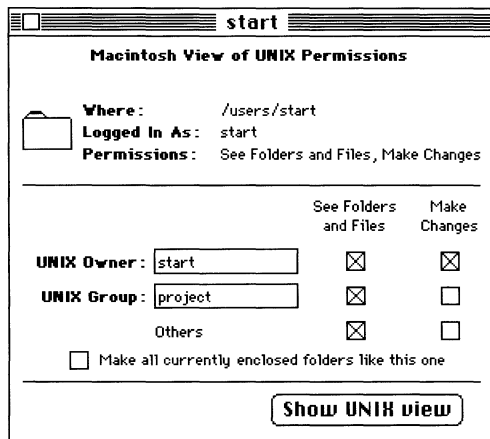 start
Macintosh View of UNIX Permissions
Where: /users/start
Logged In As: start
Permissions: See Folders and Files, Make Changes
See Folders and Files Make Changes
UNIX Owner: start
UNIX Group: project
Others
Make all currently enclosed folders like this one
Show UNIX view